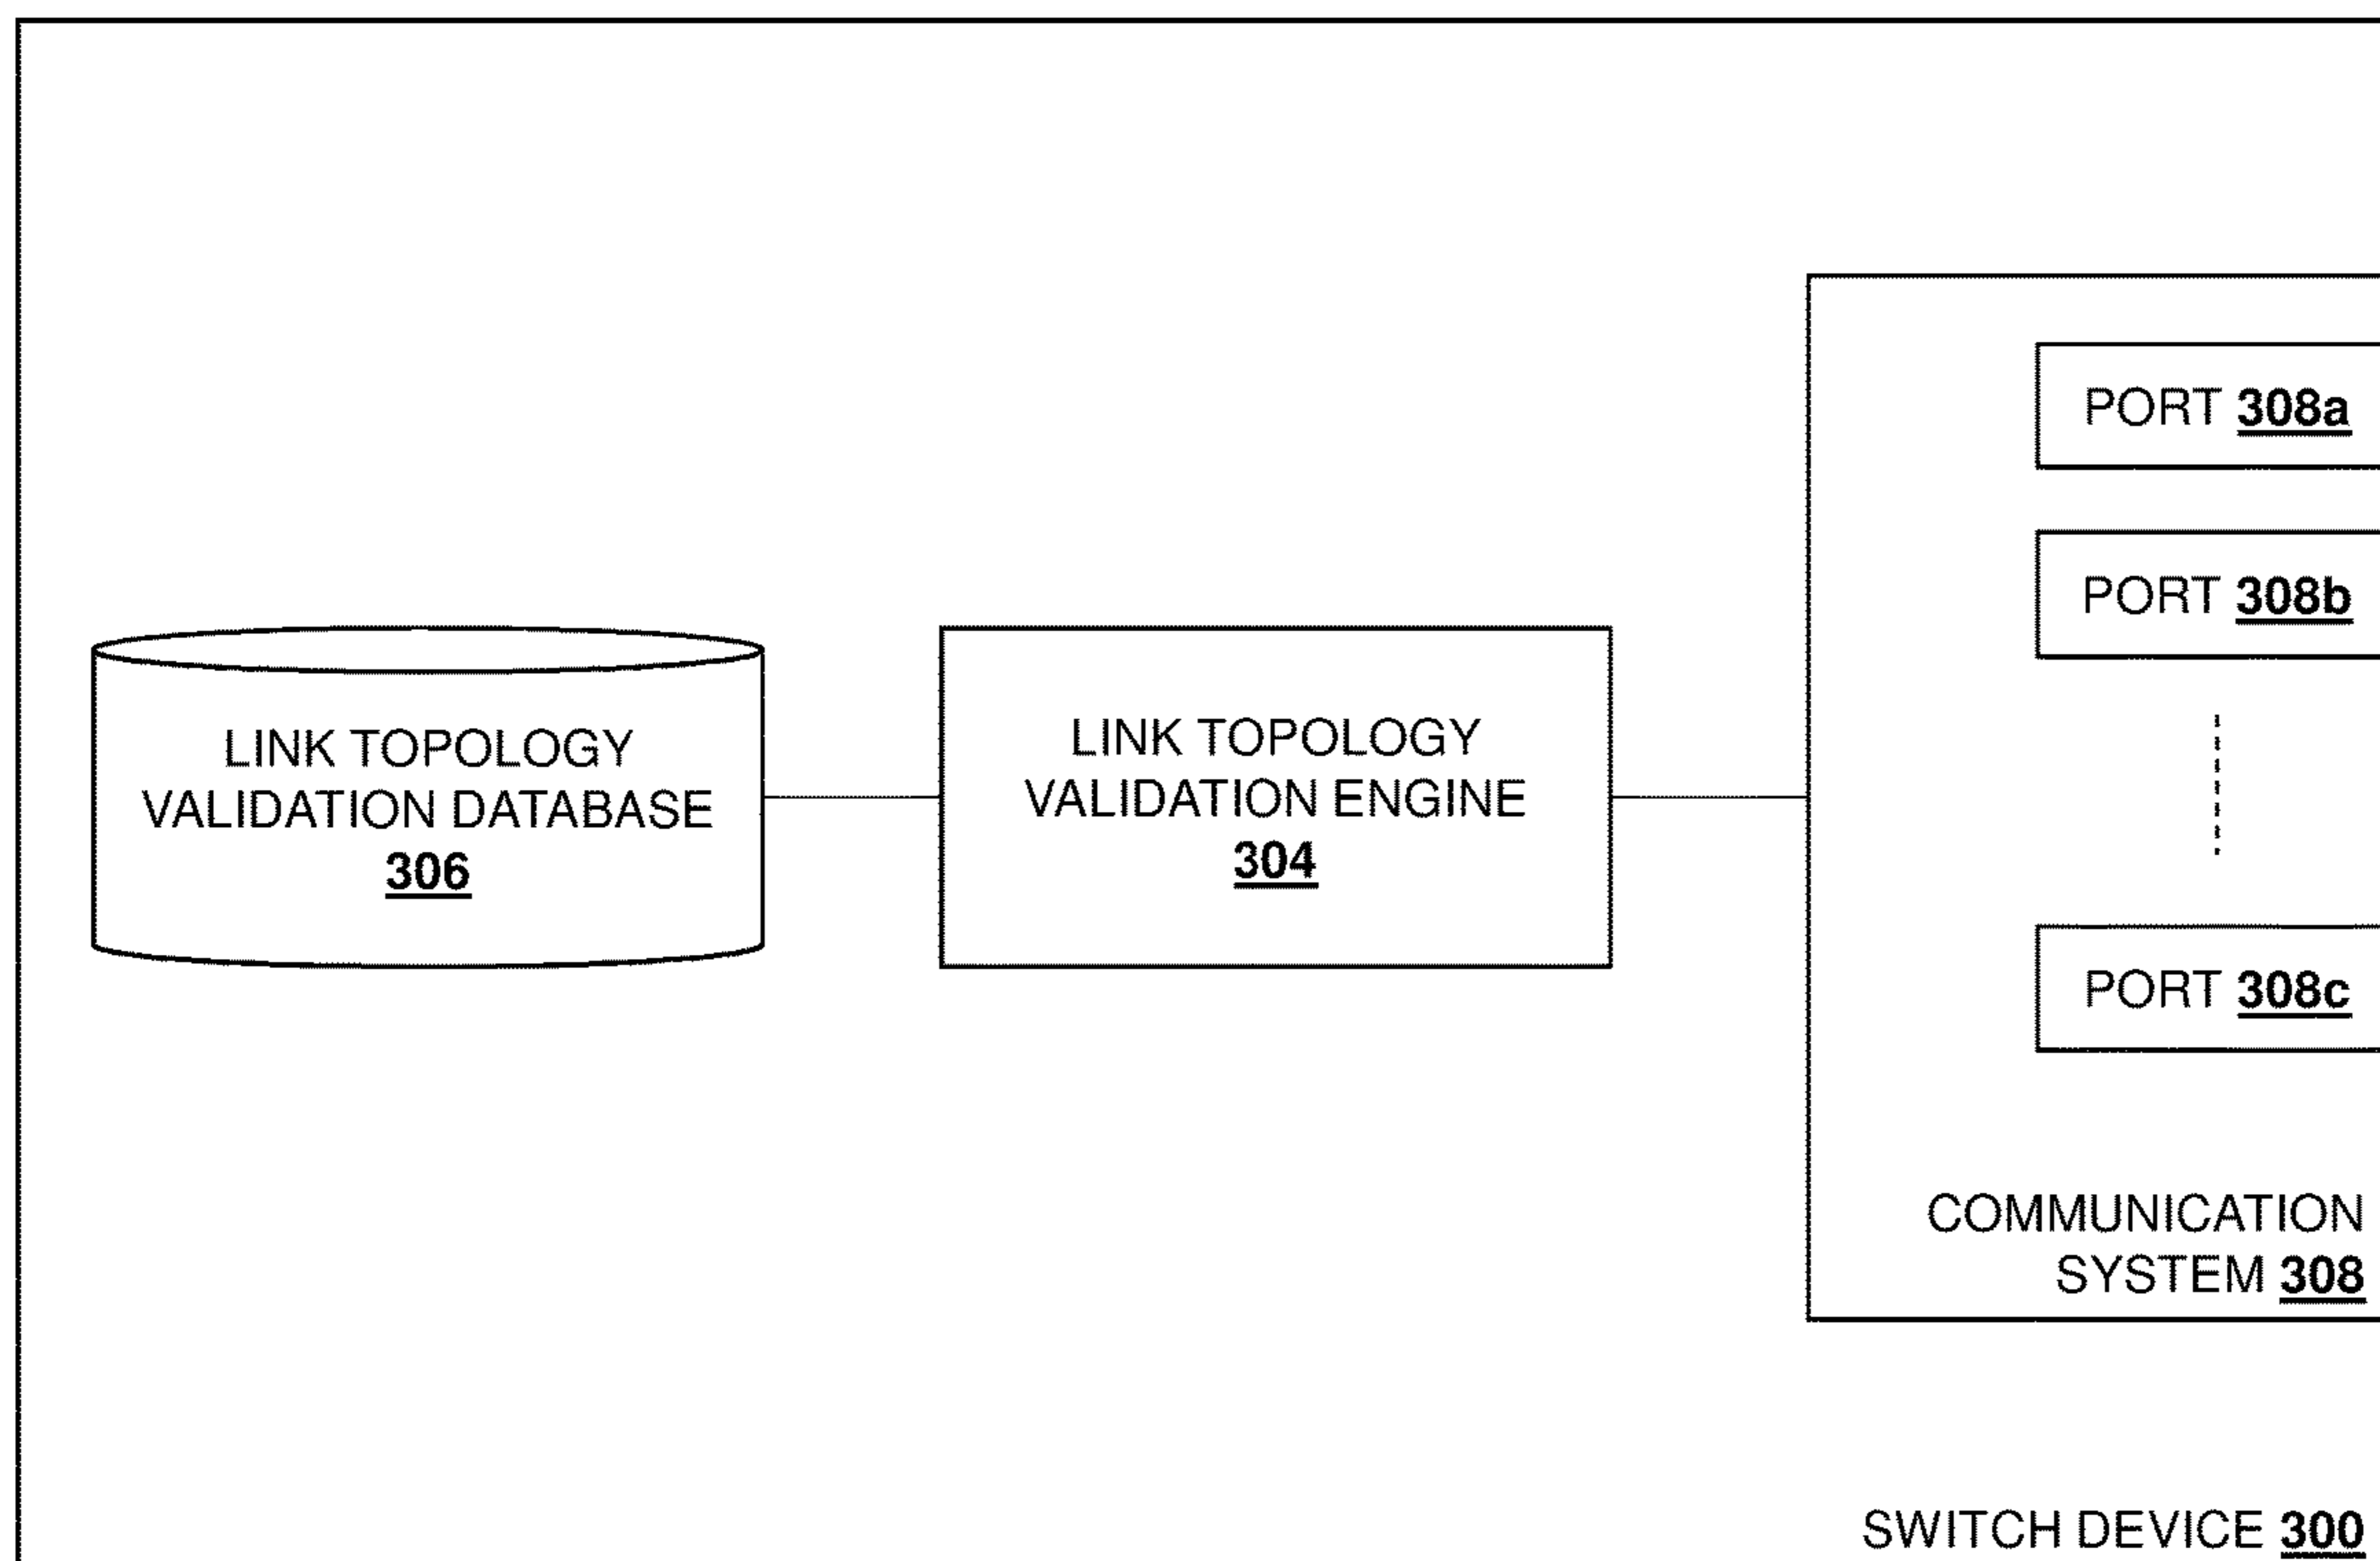 LINK TOPOLOGY
VALIDATION DATABASE
306
LINK TOPOLOGY
VALIDATION ENGINE
304
PORT 308a
PORT 308b
PORT 308c
COMMUNICATION
SYSTEM 308
SWITCH DEVICE 300